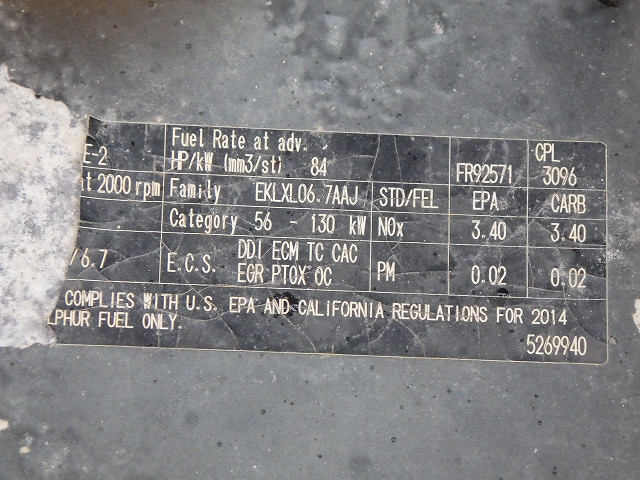 Fuel Rate at adv.
E-2 HP/kW (mm3/st) 84 FR92571 CPL 3096
at 2000 rpm Family EKLXL06.7AAJ STD/FEL EPA CARB
Category 56 - 130 kW NOx 3.40 3.40
/6.7 E.C.S. DDI ECM TC CAC
EGR PTOX OC PM 0.02 0.02
COMPLIES WITH U.S. EPA AND CALIFORNIA REGULATIONS FOR 2014
LPHUR FUEL ONLY.
5269940